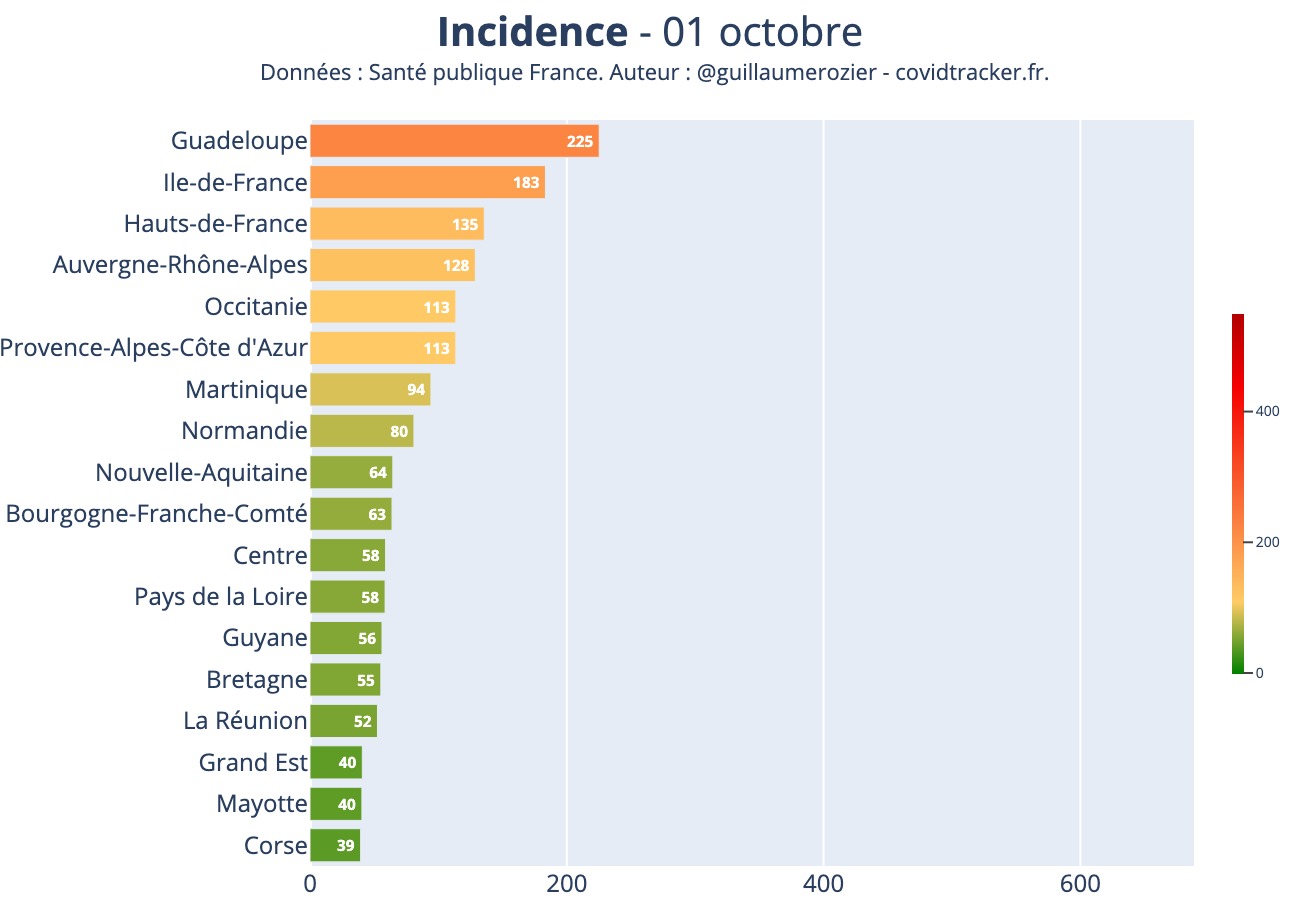 Incidence - 01 octobre
Données : Santé publique France. Auteur : @guillaumerozier - covidtracker.fr.
Guadeloupe 225
Ile-de-France 183
Hauts-de-France 135
Auvergne-Rhône-Alpes 128
Occitanie 113
Provence-Alpes-Côte d'Azur 113
Martinique 94
Normandie 80
Nouvelle-Aquitaine 64
Bourgogne-Franche-Comté 63
Centre 58
Pays de la Loire 58
Guyane 56
Bretagne 55
La Réunion 52
Grand Est 40
Mayotte 40
Corse 39
0 200 400 600
400
200
0